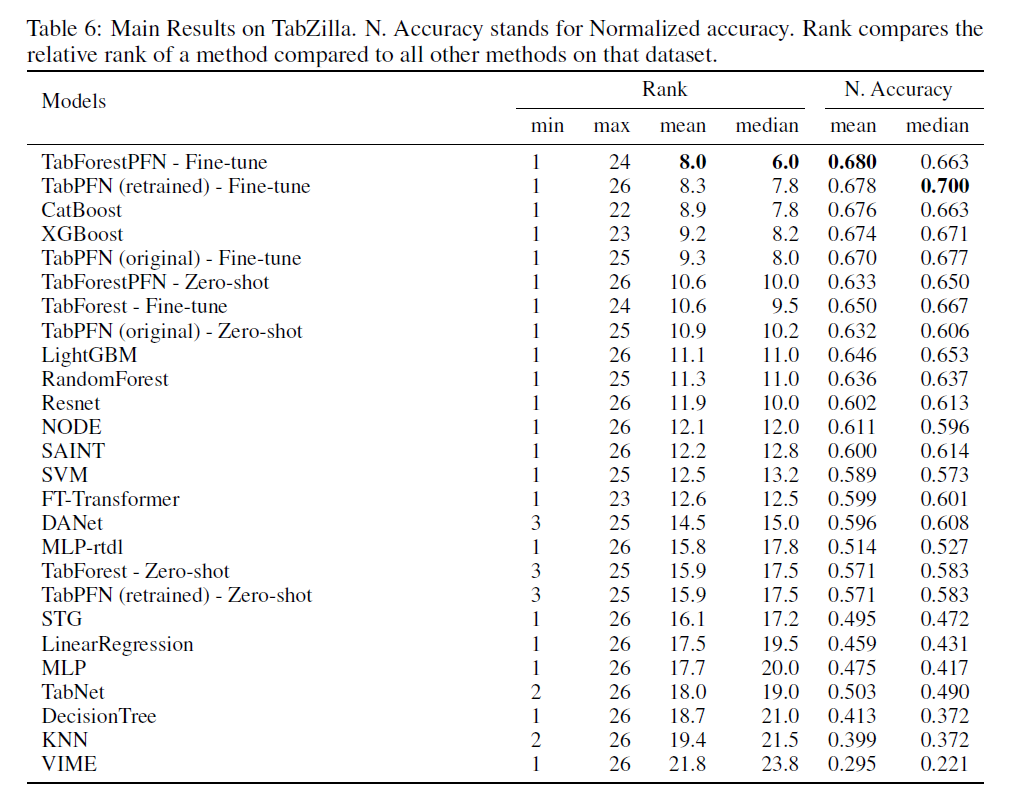 Table 6: Main Results on TabZilla. N. Accuracy stands for Normalized accuracy. Rank compares the
relative rank of a method compared to all other methods on that dataset.
Models Rank N. Accuracy
min max mean median mean median
TabForestPFN - Fine-tune 1 24 8.0 6.0 0.680 0.663
TabPFN (retrained) - Fine-tune 1 26 8.3 7.8 0.678 0.700
CatBoost 1 22 8.9 7.8 0.676 0.663
XGBoost 1 23 9.2 8.2 0.674 0.671
TabPFN (original) - Fine-tune 1 25 9.3 8.0 0.670 0.677
TabForestPFN - Zero-shot 1 26 10.6 10.0 0.633 0.650
TabForest - Fine-tune 1 24 10.6 9.5 0.650 0.667
TabPFN (original) - Zero-shot 1 25 10.9 10.2 0.632 0.606
LightGBM 1 26 11.1 11.0 0.646 0.653
RandomForest 1 25 11.3 11.0 0.636 0.637
Resnet 1 26 11.9 10.0 0.602 0.613
NODE 1 26 12.1 12.0 0.611 0.596
SAINT 1 26 12.2 12.8 0.600 0.614
SVM 1 25 12.5 13.2 0.589 0.573
FT-Transformer 1 23 12.6 12.5 0.599 0.601
DANet 3 25 14.5 15.0 0.596 0.608
MLP-rtdl 1 26 15.8 17.8 0.514 0.527
TabForest - Zero-shot 3 25 15.9 17.5 0.571 0.583
TabPFN (retrained) - Zero-shot 3 25 15.9 17.5 0.571 0.583
STG 1 26 16.1 17.2 0.495 0.472
LinearRegression 1 26 17.5 19.5 0.459 0.431
MLP 1 26 17.7 20.0 0.475 0.417
TabNet 2 26 18.0 19.0 0.503 0.490
DecisionTree 1 26 18.7 21.0 0.413 0.372
KNN 2 26 19.4 21.5 0.399 0.372
VIME 1 26 21.8 23.8 0.295 0.221